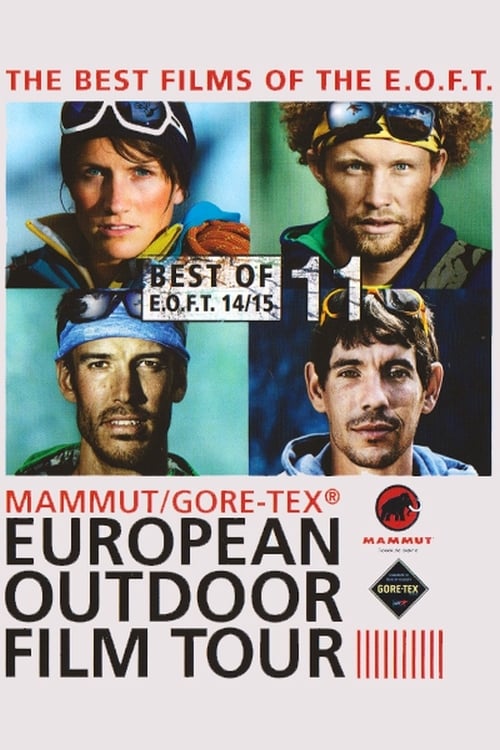 THE BEST FILMS OF THE E.O.F.T.
BEST OF
E.O.F.T. 14/15
11
MAMMUT/GORE-TEX®
EUROPEAN
OUTDOOR
FILM TOUR
MAMMUT
GORE-TEX